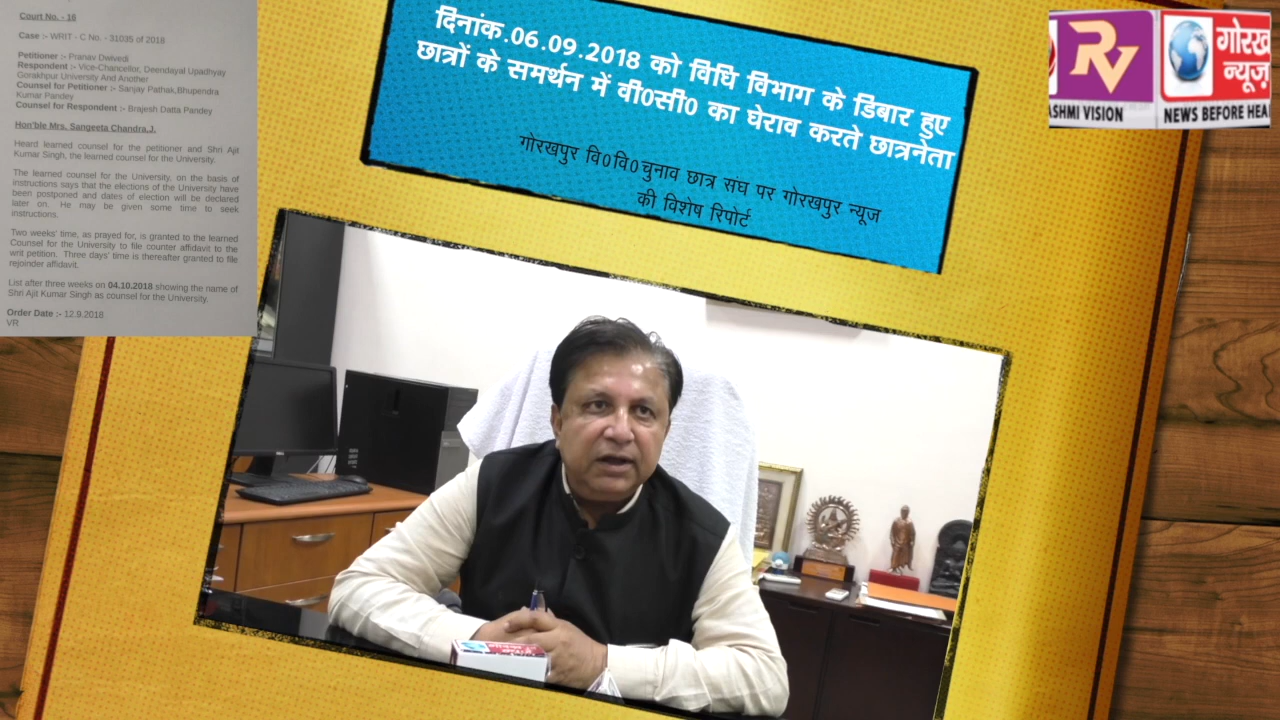 Court No. - 16
Case :- WRIT - C No. - 31035 of 2018
Petitioner :- Pranav Dwivedi
Respondent :- Vice-Chancellor, Deendayal Upadhyay
Gorakhpur University And Another
Counsel for Petitioner :- Sanjay Pathak,Bhupendra
Kumar Pandey
Counsel for Respondent :- Brajesh Datta Pandey
Hon'ble Mrs. Sangeeta Chandra,J.
Heard learned counsel for the petitioner and Shri Ajit
Kumar Singh, the learned counsel for the University.
The learned counsel for the University, on the basis of
instructions says that the elections of the University have
been postponed and dates of election will be declared
later on. He may be given some time to seek
instructions.
Two weeks' time, as prayed for, is granted to the learned
Counsel for the University to file counter affidavit to the
writ petition. Three days' time is thereafter granted to file
rejoinder affidavit.
List after three weeks on 04.10.2018 showing the name of
Shri Ajit Kumar Singh as counsel for the University.
Order Date :- 12.9.2018
VR
दिनांक.06.09.2018 को विधि विभाग के डिबार हुए
छात्रों के समर्थन में वी0सी0 का घेराव करते छात्रनेता
गोरखपुर वि0वि0चुनाव छात्र संघ पर गोरखपुर न्यूज
की विशेष रिपोर्ट
RV
ASHMI VISION
गोरख
न्यूज़
NEWS BEFORE HEA